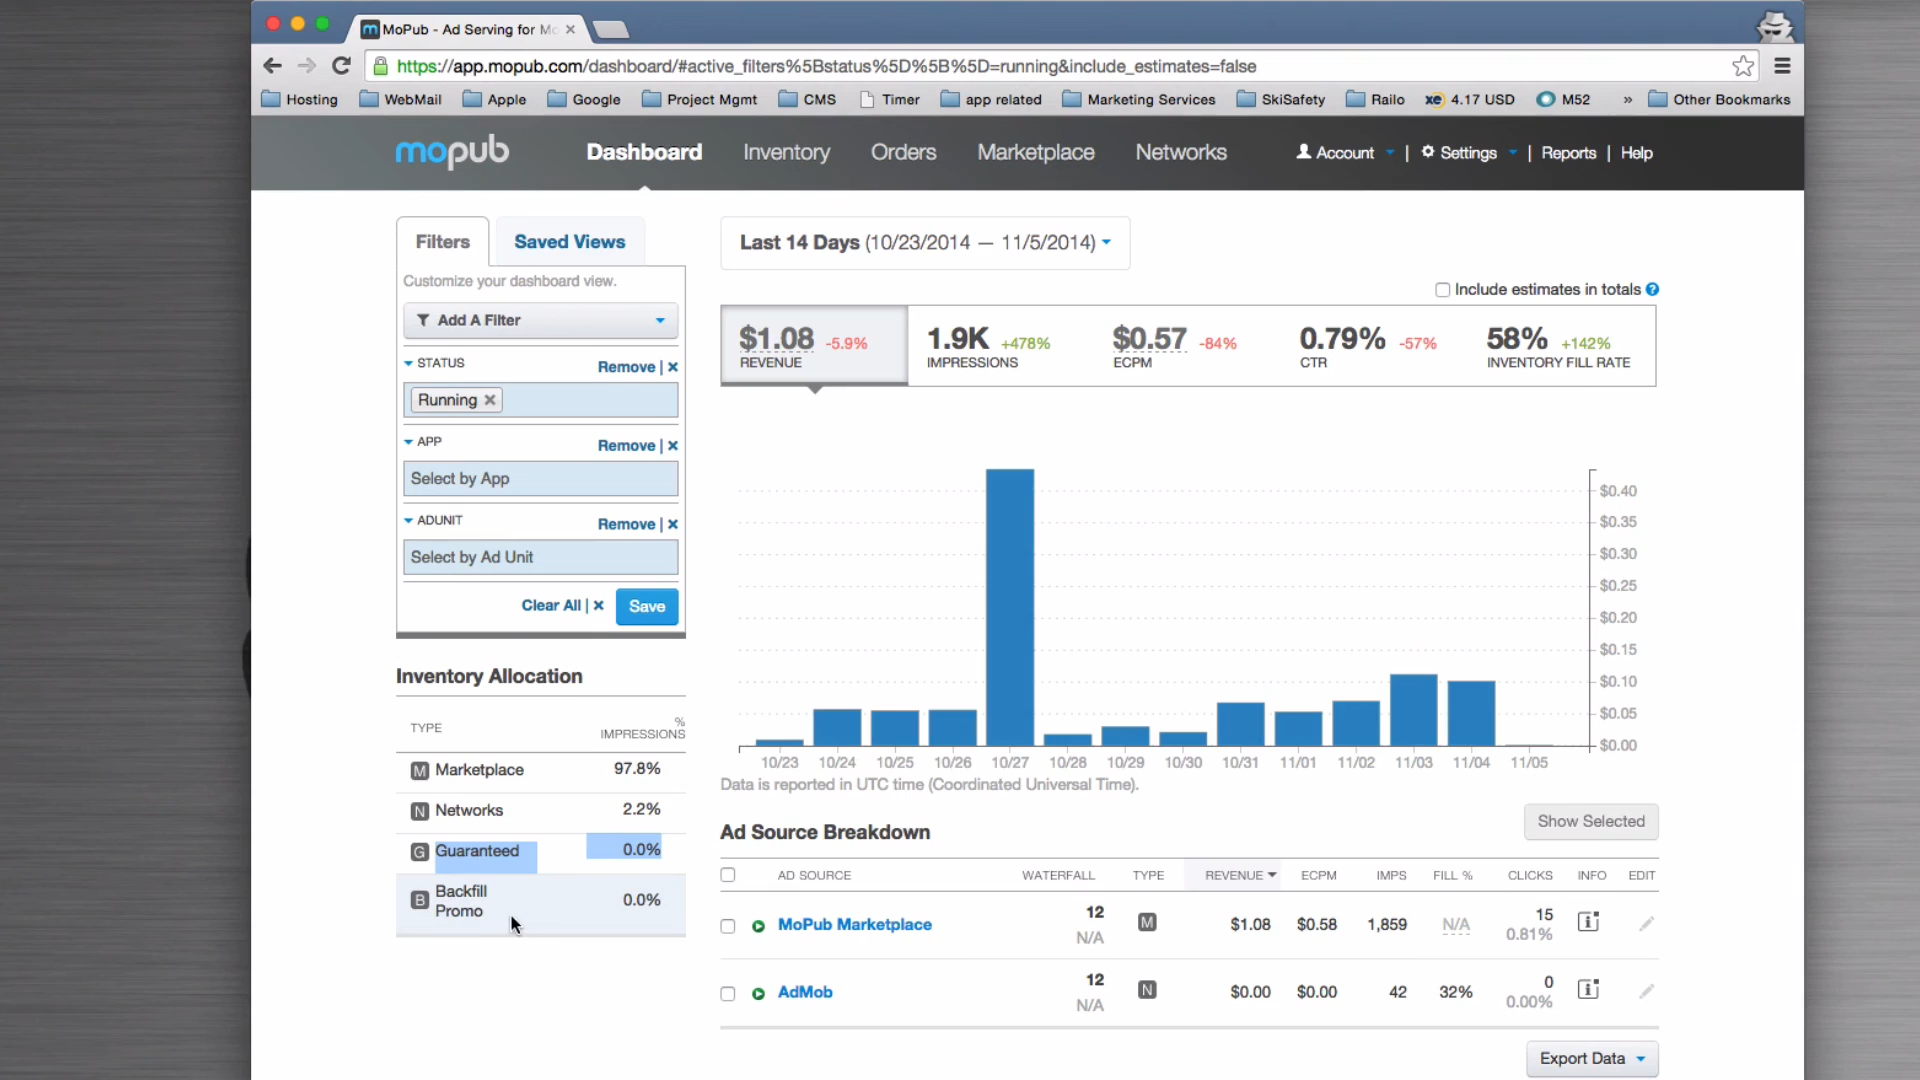 MoPub - Ad Serving for Mo
https://app.mopub.com/dashboard/#active_filters%5Bstatus%5D%5B%5D=running&include_estimates=false
Hosting WebMail Apple Google Project Mgmt CMS Timer app related Marketing Services SkiSafety Railo xe 4.17 USD M52 » Other Bookmarks
mopub Dashboard Inventory Orders Marketplace Networks Account | Settings | Reports | Help
Filters Saved Views
Customize your dashboard view.
Add A Filter
STATUS Remove | ×
Running ×
APP Remove | ×
Select by App
ADUNIT Remove | ×
Select by Ad Unit
Clear All | × Save
Inventory Allocation
TYPE % IMPRESSIONS
M Marketplace 97.8%
N Networks 2.2%
G Guaranteed 0.0%
B Backfill Promo 0.0%
Last 14 Days (10/23/2014 — 11/5/2014)
Include estimates in totals ?
$1.08 -5.9% 1.9K +478% $0.57 -84% 0.79% -57% 58% +142%
REVENUE IMPRESSIONS ECPM CTR INVENTORY FILL RATE
$0.40
$0.35
$0.30
$0.25
$0.20
$0.15
$0.10
$0.05
$0.00
10/23 10/24 10/25 10/26 10/27 10/28 10/29 10/30 10/31 11/01 11/02 11/03 11/04 11/05
Data is reported in UTC time (Coordinated Universal Time).
Ad Source Breakdown Show Selected
AD SOURCE WATERFALL TYPE REVENUE ECPM IMPS FILL % CLICKS INFO EDIT
MoPub Marketplace 12 N/A M $1.08 $0.58 1,859 N/A 15 0.81% i
AdMob 12 N/A N $0.00 $0.00 42 32% 0 0.00% i
Export Data